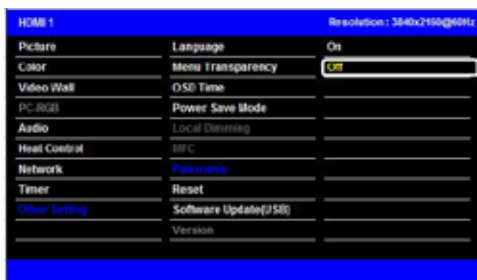 HDMI 1
Resolution : 3840x2160@60Hz
Picture
Language
On
Color
Menu Transparency
Off
Video Wall
OSD Time
PC-RGB
Power Save Mode
Audio
Local Dimming
Heat Control
MFC
Network
Panorama
Timer
Reset
Other Setting
Software Update(USB)
Version